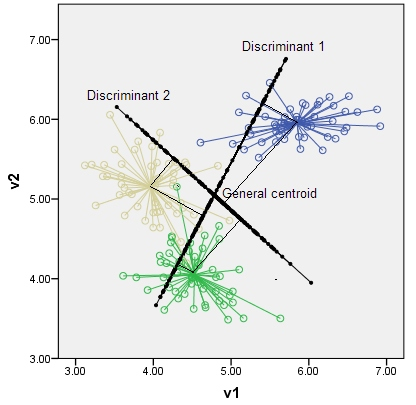 Discriminant 1
Discriminant 2
General centroid
v2
7.00
6.00
5.00
4.00
3.00
3.00 4.00 5.00 6.00 7.00
v1